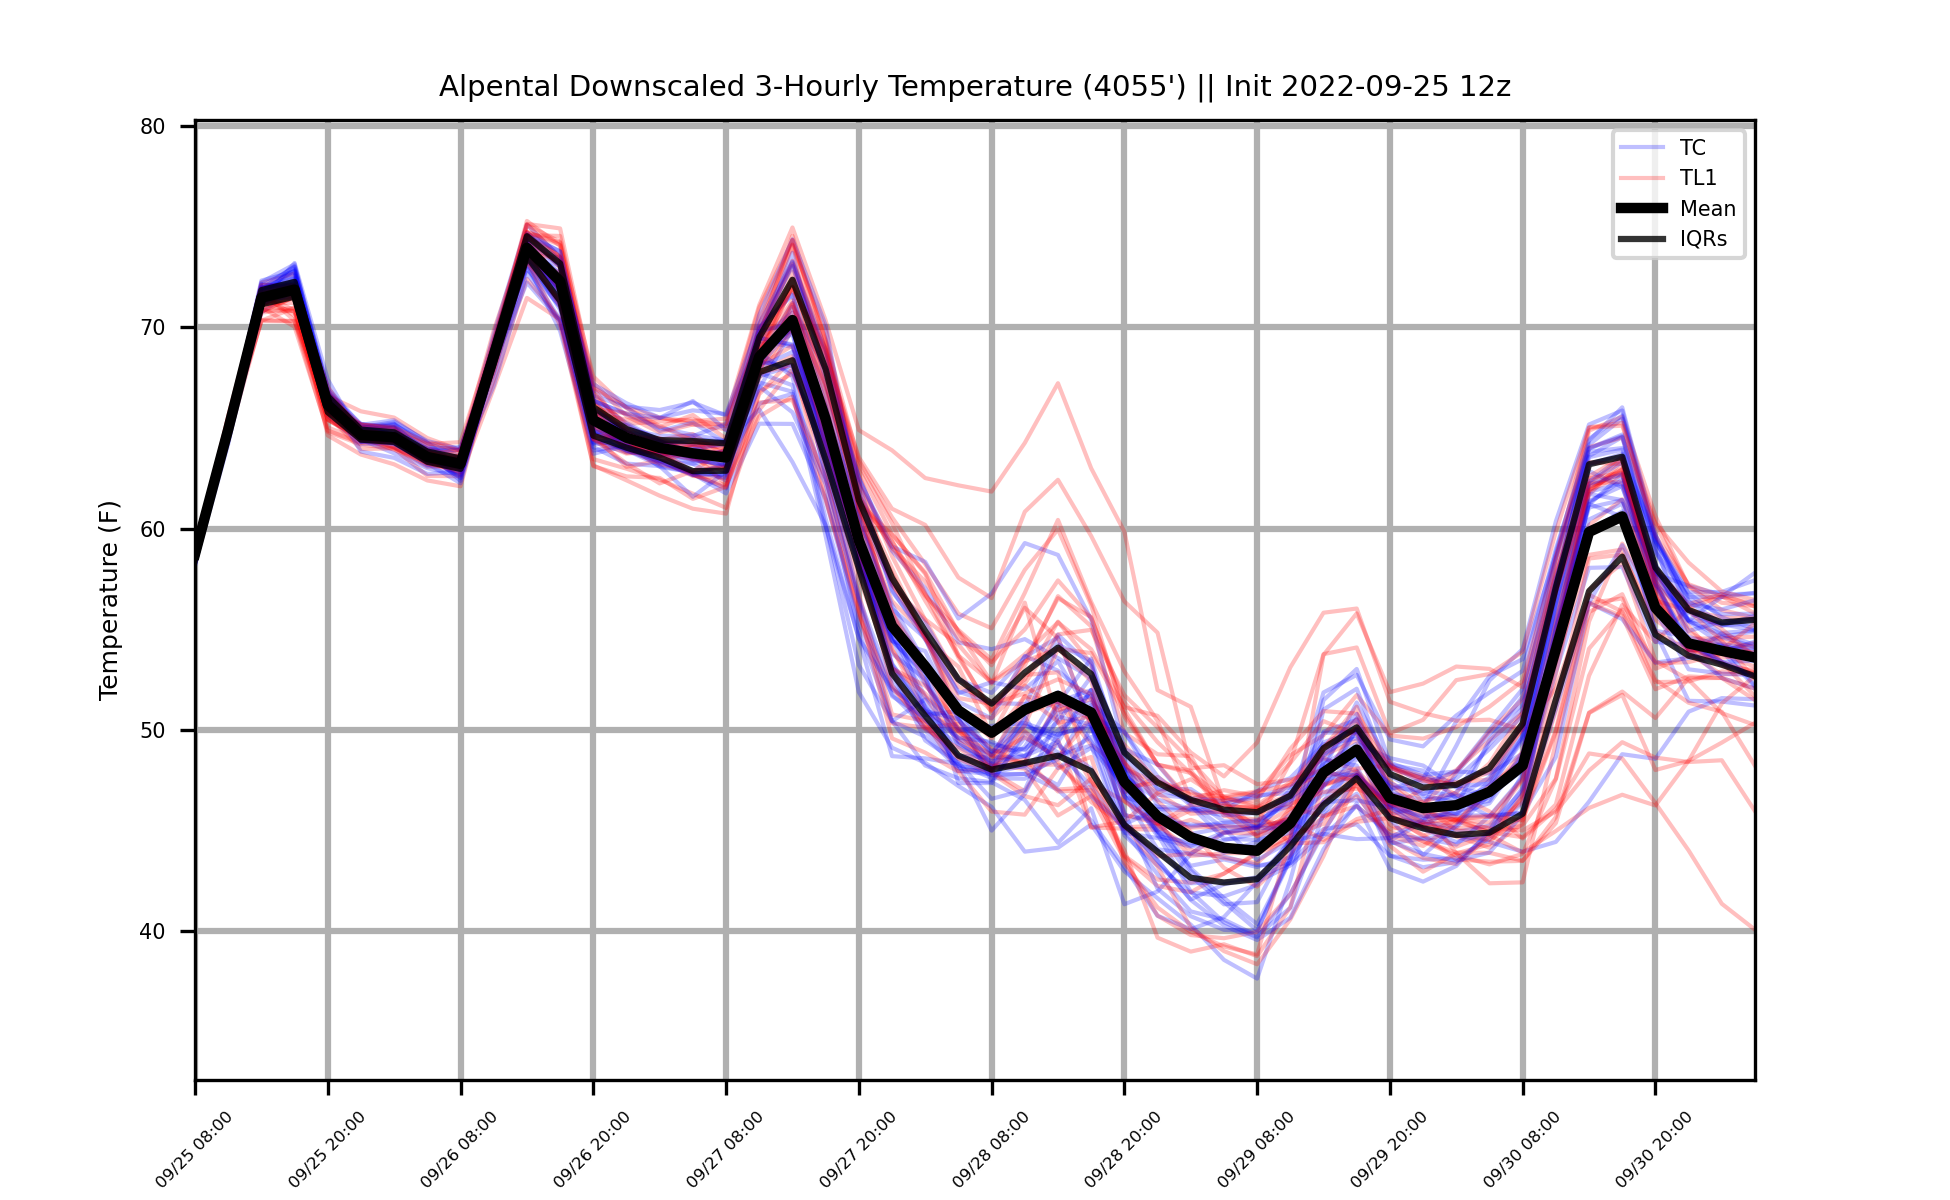 Alpental Downscaled 3-Hourly Temperature (4055') || Init 2022-09-25 12z
TC
TL1
Mean
IQRs
Temperature (F)
80
70
60
50
40
09/25 08:00
09/25 20:00
09/26 08:00
09/26 20:00
09/27 08:00
09/27 20:00
09/28 08:00
09/28 20:00
09/29 08:00
09/29 20:00
09/30 08:00
09/30 20:00